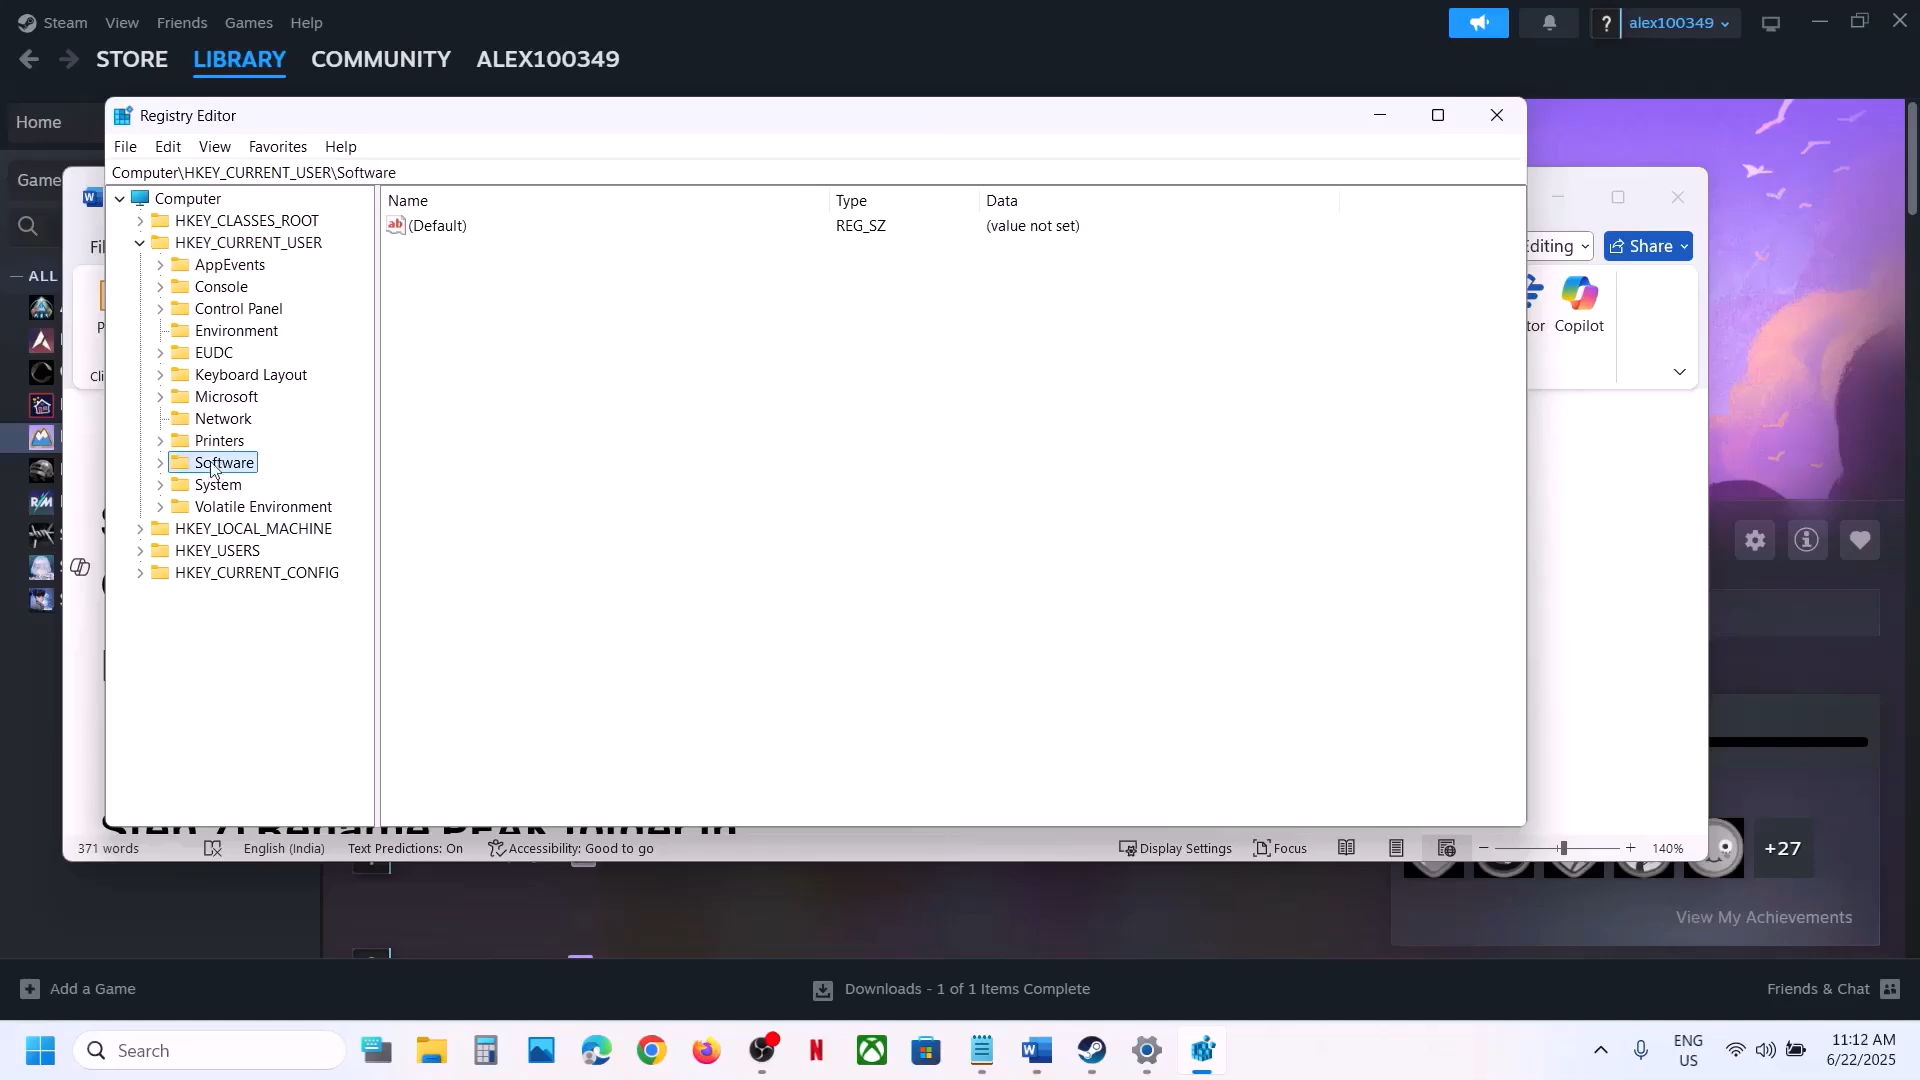 Steam View Friends Games Help
alex100349
STORE LIBRARY COMMUNITY ALEX100349
Home
Registry Editor
File Edit View Favorites Help
Computer\HKEY_CURRENT_USER\Software
Name Type Data
(Default) REG_SZ (value not set)
Computer
HKEY_CLASSES_ROOT
HKEY_CURRENT_USER
AppEvents
Console
Control Panel
Environment
EUDC
Keyboard Layout
Microsoft
Network
Printers
Software
System
Volatile Environment
HKEY_LOCAL_MACHINE
HKEY_USERS
HKEY_CURRENT_CONFIG
Game
ALL
Editing Share
Copilot
371 words English (India) Text Predictions: On Accessibility: Good to go Display Settings Focus 140%
+27
View My Achievements
Add a Game Downloads - 1 of 1 Items Complete Friends & Chat
Search
ENG
US
11:12 AM
6/22/2025